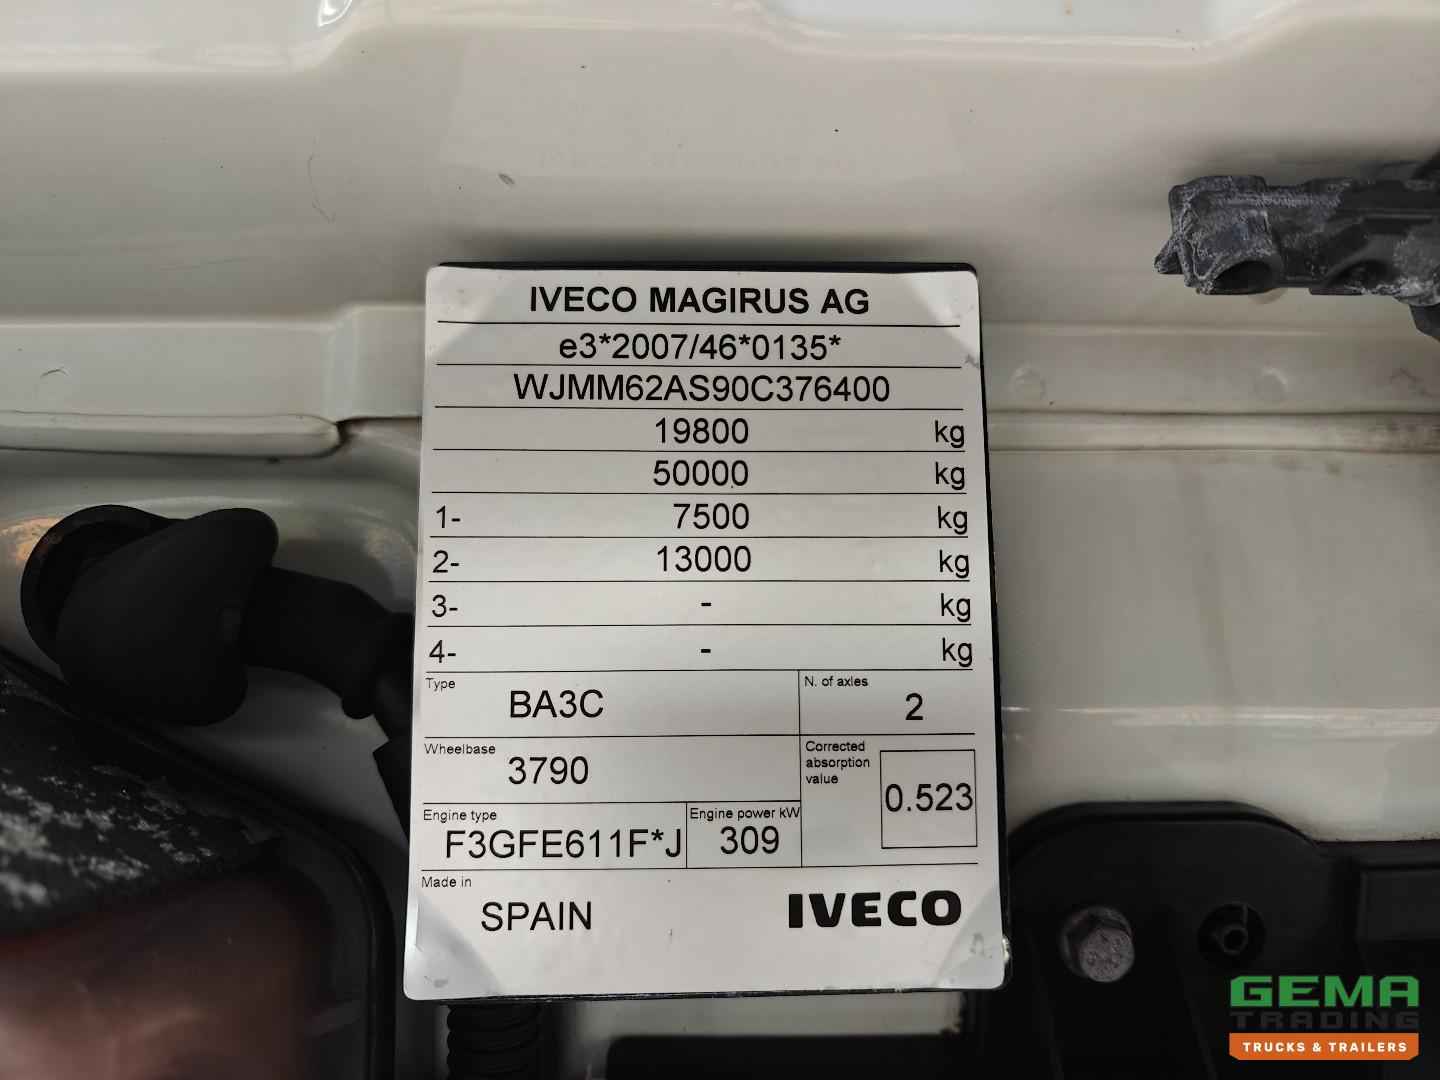 IVECO MAGIRUS AG
e3*2007/46*0135*
WJMM62AS90C376400
19800 kg
50000 kg
1- 7500 kg
2- 13000 kg
3- - kg
4- - kg
Type BA3C N. of axles 2
Wheelbase 3790
Corrected
absorption
value
0.523
Engine type F3GFE611F*J Engine power kW 309
Made in SPAIN
IVECO
GEMA
TRADING
TRUCKS & TRAILERS